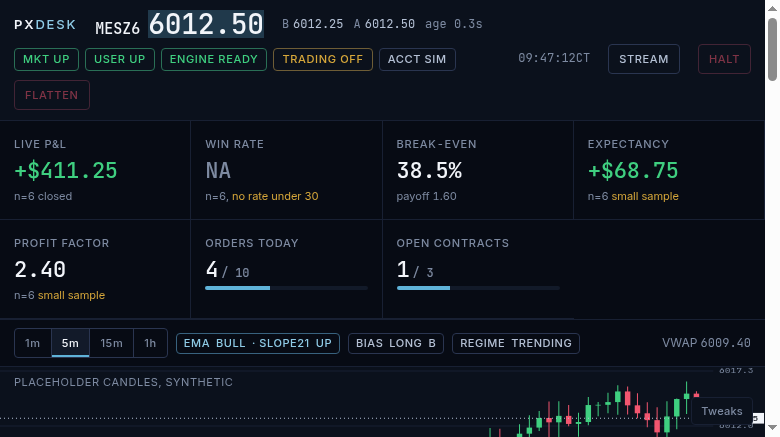 PXDESK MESZ6 6012.50 B 6012.25 A 6012.50 age 0.3s
MKT UP USER UP ENGINE READY TRADING OFF ACCT SIM 09:47:12CT STREAM HALT
FLATTEN
LIVE P&L WIN RATE BREAK-EVEN EXPECTANCY
+$411.25 NA 38.5% +$68.75
n=6 closed n=6, no rate under 30 payoff 1.60 n=6 small sample
PROFIT FACTOR ORDERS TODAY OPEN CONTRACTS
2.40 4 / 10 1 / 3
n=6 small sample
1m 5m 15m 1h EMA BULL · SLOPE21 UP BIAS LONG B REGIME TRENDING VWAP 6009.40
6017.3
PLACEHOLDER CANDLES, SYNTHETIC
Tweaks